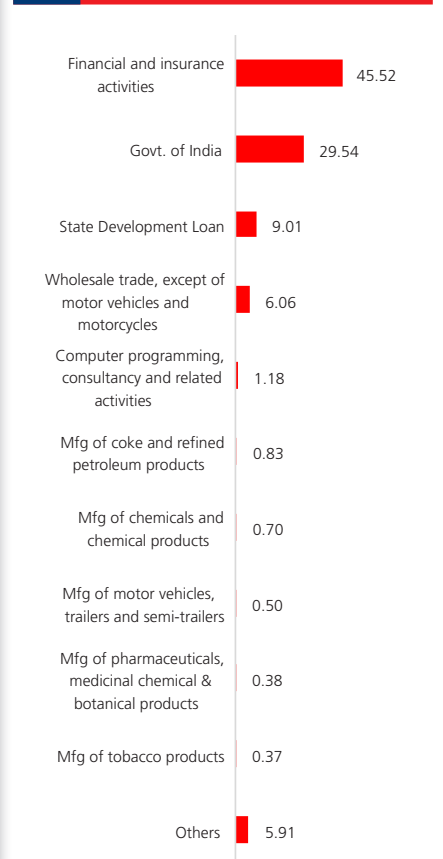 Financial and insurance
activities
45.52
Govt. of India
29.54
State Development Loan
9.01
Wholesale trade, except of
motor vehicles and
motorcycles
6.06
Computer programming,
consultancy and related
activities
1.18
Mfg of coke and refined
petroleum products
0.83
Mfg of chemicals and
chemical products
0.70
Mfg of motor vehicles,
trailers and semi-trailers
0.50
Mfg of pharmaceuticals,
medicinal chemical &
botanical products
0.38
Mfg of tobacco products
0.37
Others
5.91